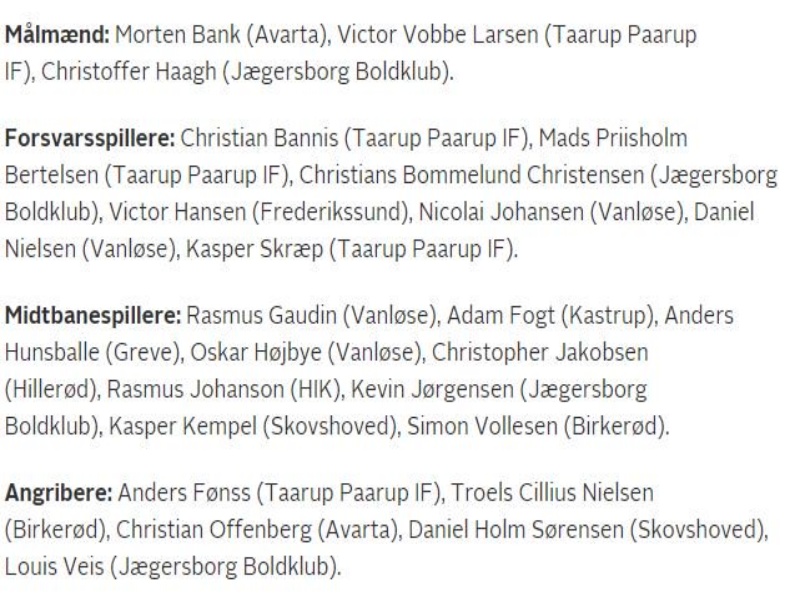 Målmænd: Morten Bank (Avarta), Victor Vobbe Larsen (Taarup Paarup
IF), Christoffer Haagh (Jægersborg Boldklub).
Forsvarsspillere: Christian Bannis (Taarup Paarup IF), Mads Priisholm
Bertelsen (Taarup Paarup IF), Christians Bommelund Christensen (Jægersborg
Boldklub), Victor Hansen (Frederikssund), Nicolai Johansen (Vanløse), Daniel
Nielsen (Vanløse), Kasper Skræp (Taarup Paarup IF).
Midtbanespillere: Rasmus Gaudin (Vanløse), Adam Fogt (Kastrup), Anders
Hunsballe (Greve), Oskar Højbye (Vanløse), Christopher Jakobsen
(Hillerød), Rasmus Johanson (HIK), Kevin Jørgensen (Jægersborg
Boldklub), Kasper Kempel (Skovshoved), Simon Vollesen (Birkerød).
Angribere: Anders Fønss (Taarup Paarup IF), Troels Cillius Nielsen
(Birkerød), Christian Offenberg (Avarta), Daniel Holm Sørensen (Skovshoved),
Louis Veis (Jægersborg Boldklub).